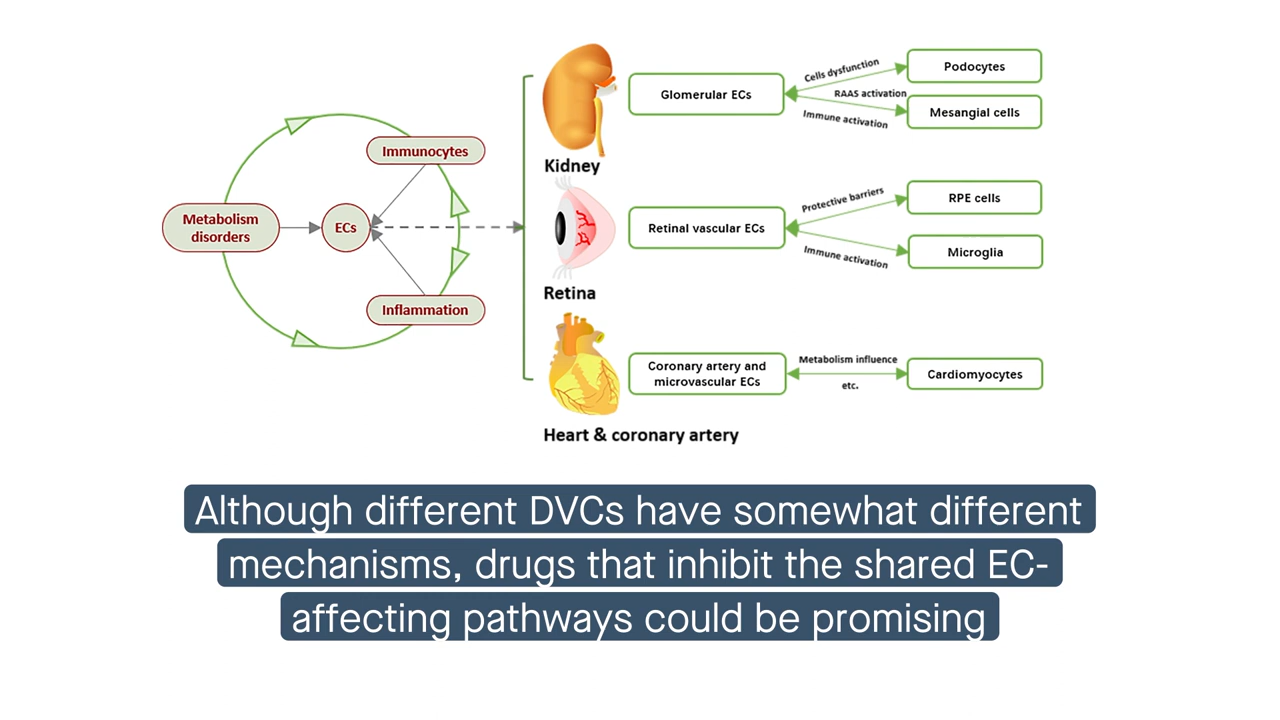 Metabolism
disorders
ECs
Immunocytes
Inflammation
Kidney
Glomerular ECs
Cells dysfunction
RAAS activation
Immune activation
Podocytes
Mesangial cells
Retina
Retinal vascular ECs
Protective barriers
Immune activation
RPE cells
Microglia
Heart & coronary artery
Coronary artery and
microvascular ECs
Metabolism influence
etc.
Cardiomyocytes
Although different DVCs have somewhat different
mechanisms, drugs that inhibit the shared EC-
affecting pathways could be promising